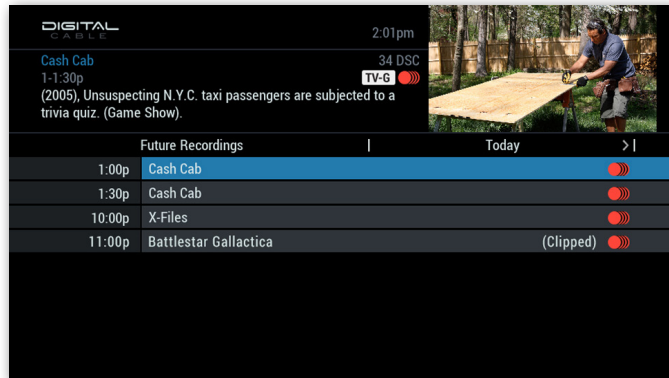 DIGITAL
CABLE
2:01pm
Cash Cab 34 DSC
1-1:30p TV-G
(2005), Unsuspecting N.Y.C. taxi passengers are subjected to a
trivia quiz. (Game Show).
Future Recordings | Today >|
1:00p Cash Cab
1:30p Cash Cab
10:00p X-Files
11:00p Battlestar Gallactica (Clipped)